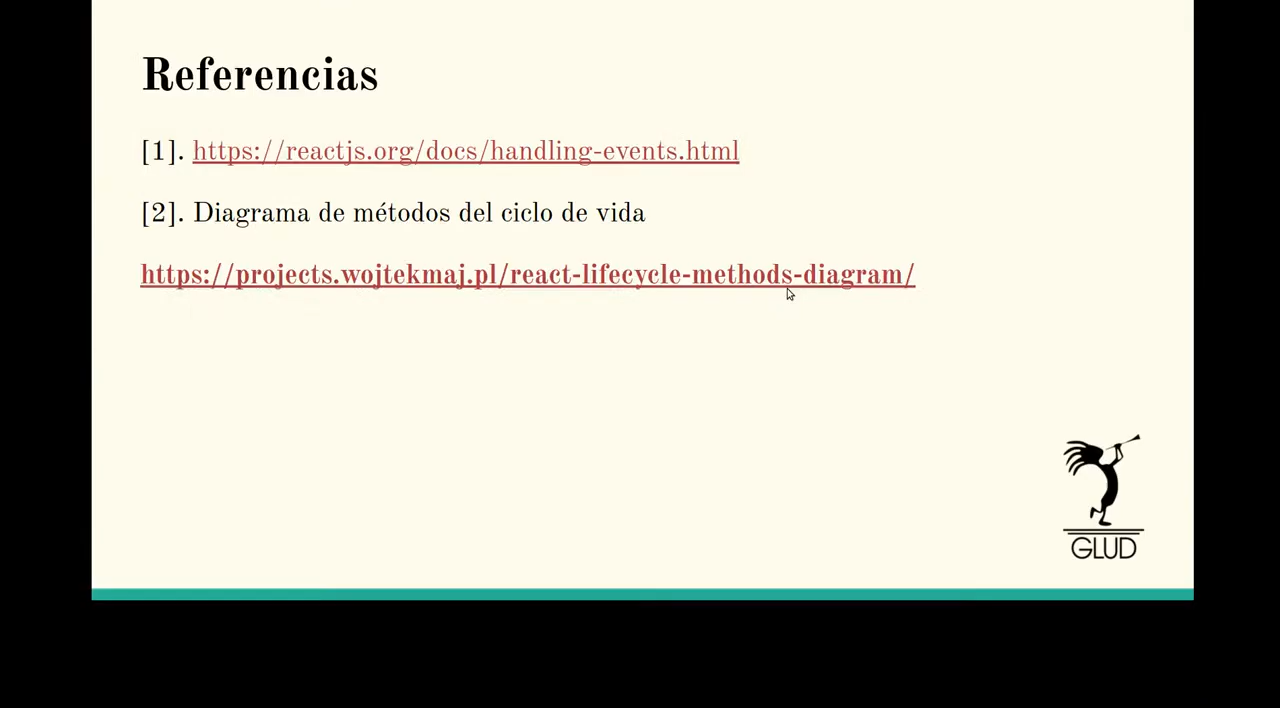 Referencias
[1]. https://reactjs.org/docs/handling-events.html
[2]. Diagrama de métodos del ciclo de vida
https://projects.wojtekmaj.pl/react-lifecycle-methods-diagram/
GLUD